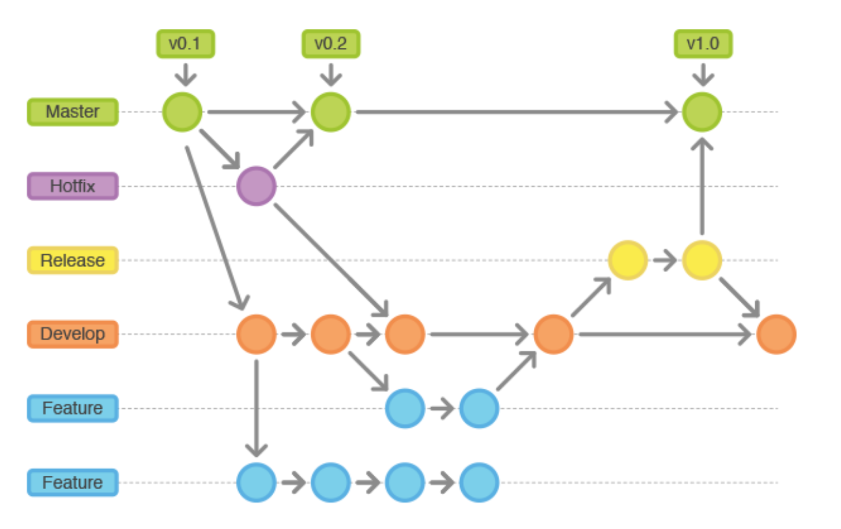 v0.1
v0.2
v1.0
Master
Hotfix
Release
Develop
Feature
Feature